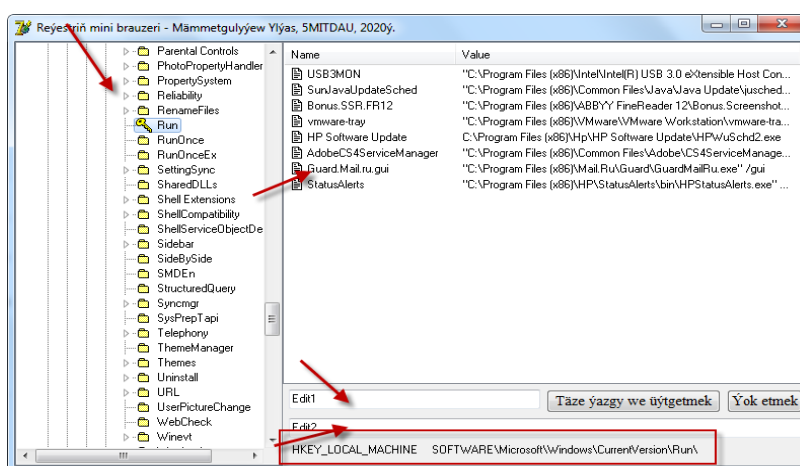 Reýestriň mini brauzeri - Mämmetgulyýew Ylýas, 5MITDAU, 2020ý.
Parental Controls
PhotoPropertyHandler
PropertySystem
Reliability
RenameFiles
Run
RunOnce
RunOnceEx
SettingSync
SharedDLLs
Shell Extensions
ShellCompatibility
ShellServiceObjectDe
Sidebar
SideBySide
SMDEn
StructuredQuery
Syncmgr
SysPrepTapi
Telephony
ThemeManager
Themes
Uninstall
URL
UserPictureChange
WebCheck
Winevt
Name Value
USB3MON "C:\Program Files (x86)\Intel\Intel(R) USB 3.0 eXtensible Host Con...
SunJavaUpdateSched "C:\Program Files (x86)\Common Files\Java\Java Update\jusched...
Bonus.SSR.FR12 "C:\Program Files (x86)\ABBYY FineReader 12\Bonus.Screenshot...
vmware-tray "C:\Program Files (x86)\VMware\VMware Workstation\vmware-tra...
HP Software Update C:\Program Files (x86)\Hp\HP Software Update\HPWuSchd2.exe
AdobeCS4ServiceManager "C:\Program Files (x86)\Common Files\Adobe\CS4ServiceManage...
Guard.Mail.ru.gui "C:\Program Files (x86)\Mail.Ru\Guard\GuardMailRu.exe" /gui
StatusAlerts "C:\Program Files (x86)\HP\StatusAlerts\bin\HPStatusAlerts.exe" ...
Edit1 Täze ýazgy we üýtgetmek Ýok etmek
Edit2
HKEY_LOCAL_MACHINE SOFTWARE\Microsoft\Windows\CurrentVersion\Run\